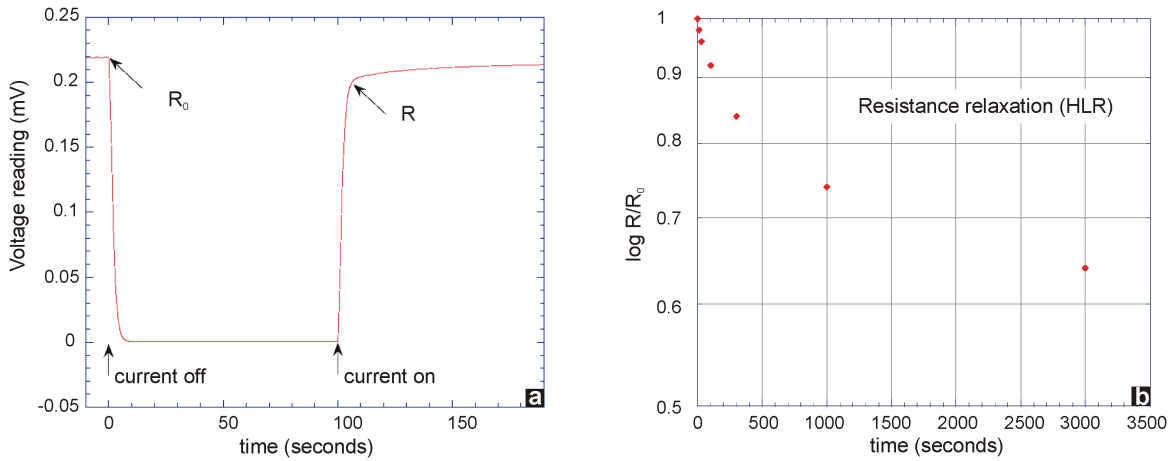 0.25
0.2
0.15
0.1
0.05
0
-0.05
Voltage reading (mV)
R0
R
current off
current on
a
0 50 100 150
time (seconds)
1
0.9
0.8
0.7
0.6
0.5
log R/R0
Resistance relaxation (HLR)
b
0 500 1000 1500 2000 2500 3000 3500
time (seconds)